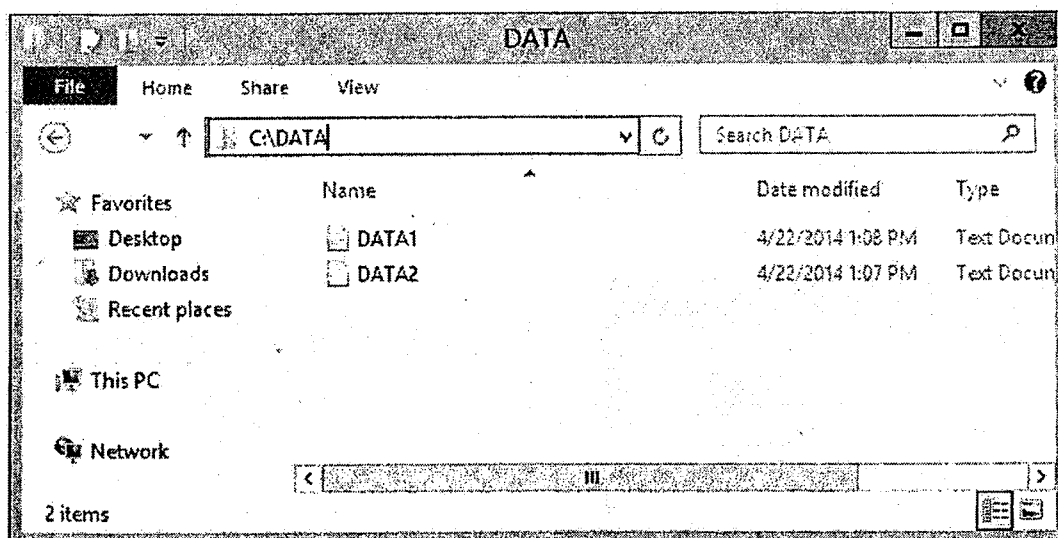 DATA
File Home Share View
C:\DATA Search DATA
Name Date modified Type
Favorites
Desktop DATA1 4/22/2014 1:08 PM Text Docun
Downloads DATA2 4/22/2014 1:07 PM Text Docun
Recent places
This PC
Network
2 items